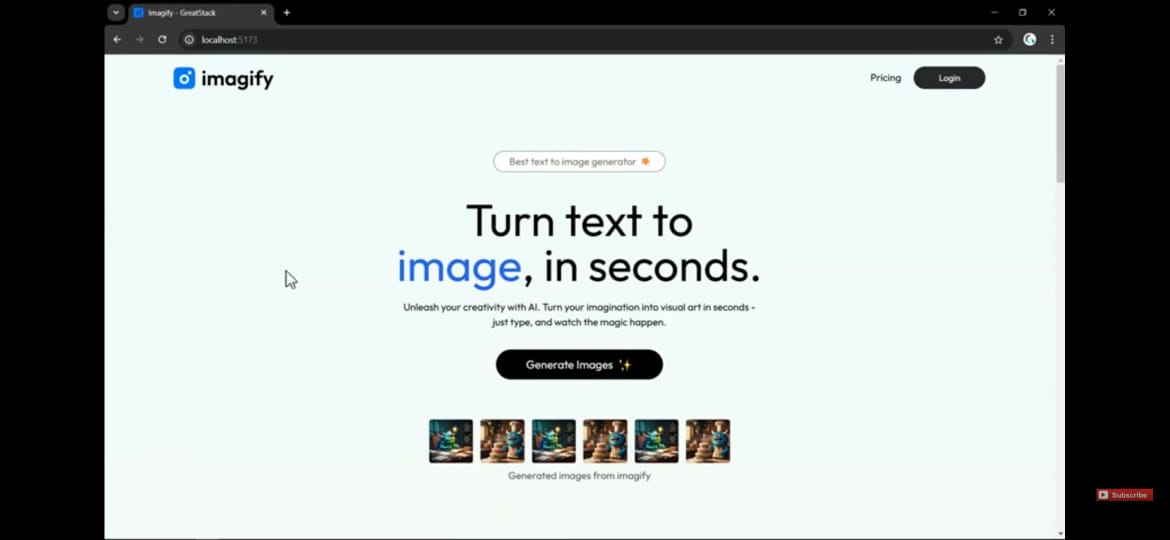 Imagify - GreatStack
localhost:5173
imagify
Pricing
Login
Best text to image generator
Turn text to
image, in seconds.
Unleash your creativity with AI. Turn your imagination into visual art in seconds -
just type, and watch the magic happen.
Generate Images
Generated images from imagify
Subscribe